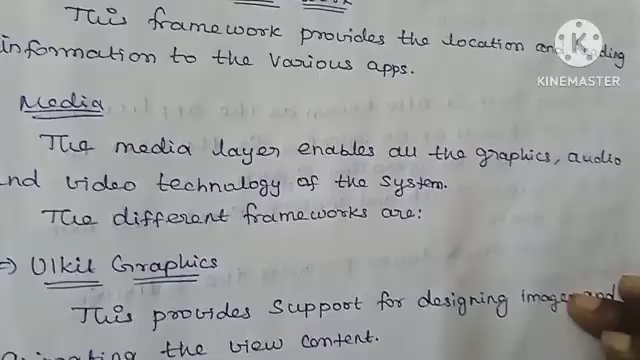 This framework provides the location and heading
information to the various apps.
KINEMASTER
Media
The media layer enables all the graphics, audio
and video technology of the system.
The different frameworks are:
=> UIkit Graphics
This provides support for designing images and
the view content.